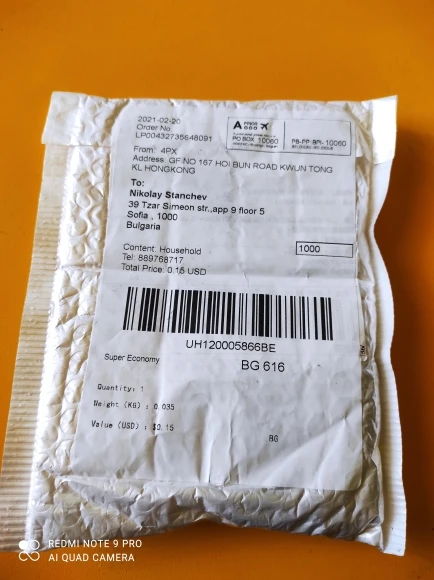 2021-02-20
Order No
LP00432735648091
A PRIOR
PO BOX 10060
PB-PP BPI-10060
From: 4PX
Address: GF NO 167 HOI BUN ROAD KWUN TONG
KL HONGKONG
To:
Nikolay Stanchev
39 Tzar Simeon str.,app 9 floor 5
Sofia , 1000
Bulgaria
1000
Content: Household
Tel: 889768717
Total Price: 0.15 USD
UH120005866BE
Super Economy
BG 616
Quantity: 1
Weight (KG) : 0.035
Value (USD) : $0.15
BG
REDMI NOTE 9 PRO
AI QUAD CAMERA